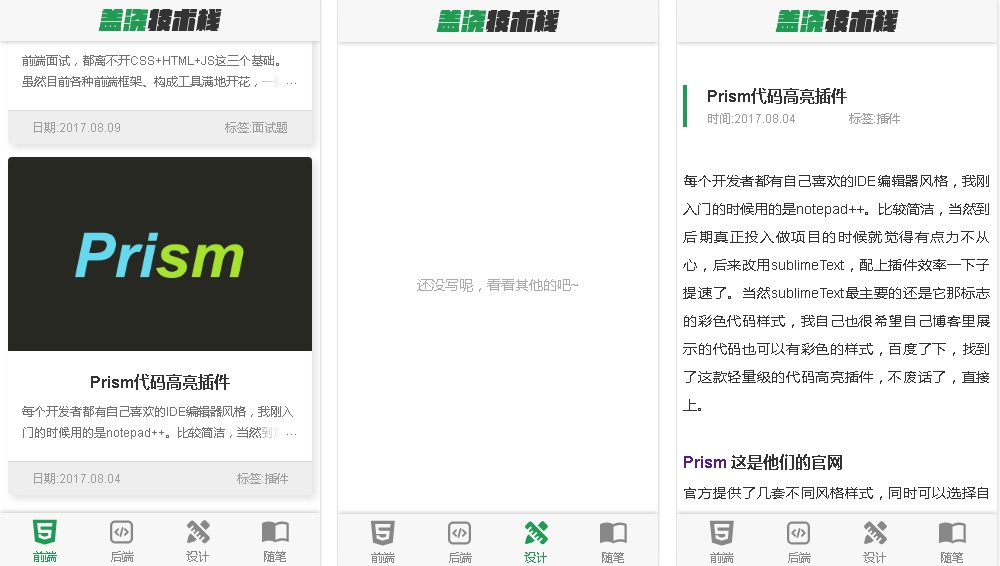 盖浇技术栈
前端面试，都离不开CSS+HTML+JS这三个基础。
虽然目前各种前端框架、构成工具满地开花，一
日期:2017.08.09 标签:面试题
Prism
Prism代码高亮插件
每个开发者都有自己喜欢的IDE编辑器风格，我刚入
门的时候用的是notepad++。比较简洁，当然到后...
日期:2017.08.04 标签:插件
前端 后端 设计 随笔
盖浇技术栈
还没写呢，看看其他的吧~
前端 后端 设计 随笔
盖浇技术栈
Prism代码高亮插件
时间:2017.08.04 标签:插件
每个开发者都有自己喜欢的IDE编辑器风格，我刚
入门的时候用的是notepad++。比较简洁，当然到
后期真正投入做项目的时候就觉得有点力不从
心，后来改用sublimeText，配上插件效率一下子
提速了。当然sublimeText最主要的还是它那标志
的彩色代码样式，我自己也很希望自己博客里展
示的代码也可以有彩色的样式，百度了下，找到
了这款轻量级的代码高亮插件，不废话了，直接
上。
Prism 这是他们的官网
官方提供了几套不同风格样式，同时可以选择自
前端 后端 设计 随笔